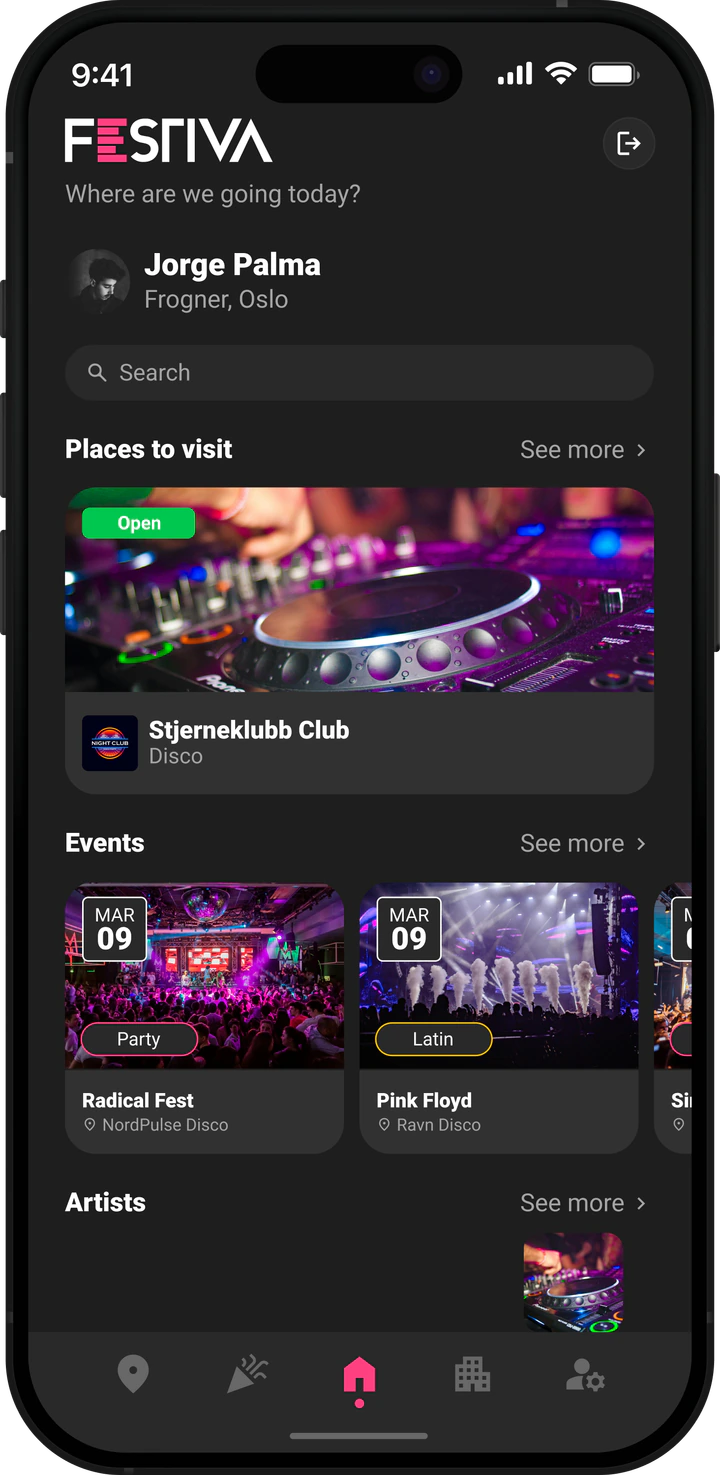 9:41
FESTIVA
Where are we going today?
Jorge Palma
Frogner, Oslo
Search
Places to visit
See more
Open
Pioneer
NIGHT CLUB
Stjerneklubb Club
Disco
Events
See more
MAR
09
Party
Radical Fest
NordPulse Disco
MAR
09
Latin
Pink Floyd
Ravn Disco
Artists
See more